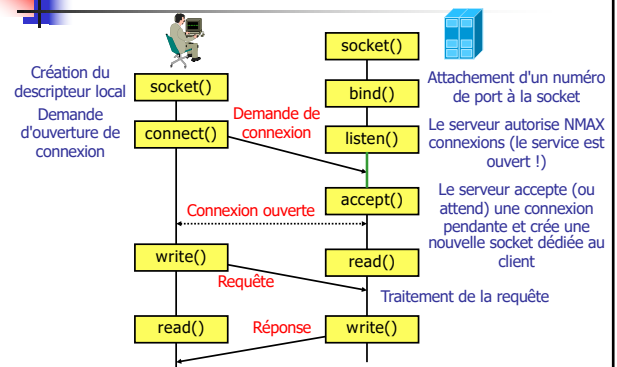 socket()
Création du
descripteur local
socket()
bind()
Attachement d'un numéro
de port à la socket
Demande
d'ouverture de
connexion
connect()
Demande de
connexion
listen()
Le serveur autorise NMAX
connexions (le service est
ouvert !)
accept()
Le serveur accepte (ou
attend) une connexion
pendante et crée une
nouvelle socket dédiée au
client
Connexion ouverte
write()
read()
Requête
Traitement de la requête
read()
Réponse
write()